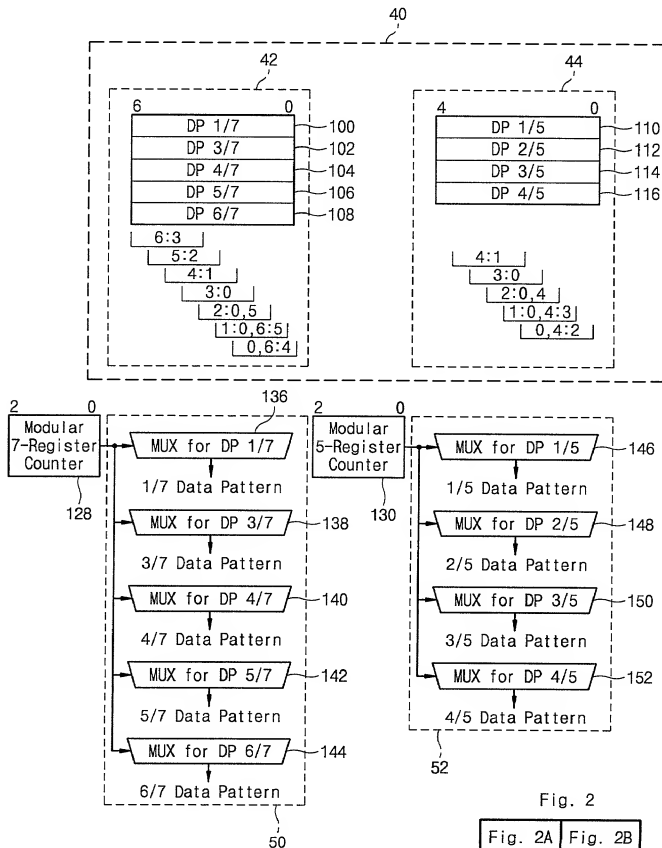 40
42
44
6 0
DP 1/7 100
DP 3/7 102
DP 4/7 104
DP 5/7 106
DP 6/7 108
6:3
5:2
4:1
3:0
2:0,5
1:0,6:5
0,6:4
4 0
DP 1/5 110
DP 2/5 112
DP 3/5 114
DP 4/5 116
4:1
3:0
2:0,4
1:0,4:3
0,4:2
2 0
Modular
7-Register
Counter
128
136
MUX for DP 1/7
1/7 Data Pattern
MUX for DP 3/7 138
3/7 Data Pattern
MUX for DP 4/7 140
4/7 Data Pattern
MUX for DP 5/7 142
5/7 Data Pattern
MUX for DP 6/7 144
6/7 Data Pattern
50
2 0
Modular
5-Register
Counter
130
MUX for DP 1/5 146
1/5 Data Pattern
MUX for DP 2/5 148
2/5 Data Pattern
MUX for DP 3/5 150
3/5 Data Pattern
MUX for DP 4/5 152
4/5 Data Pattern
52
Fig. 2
Fig. 2A Fig. 2B